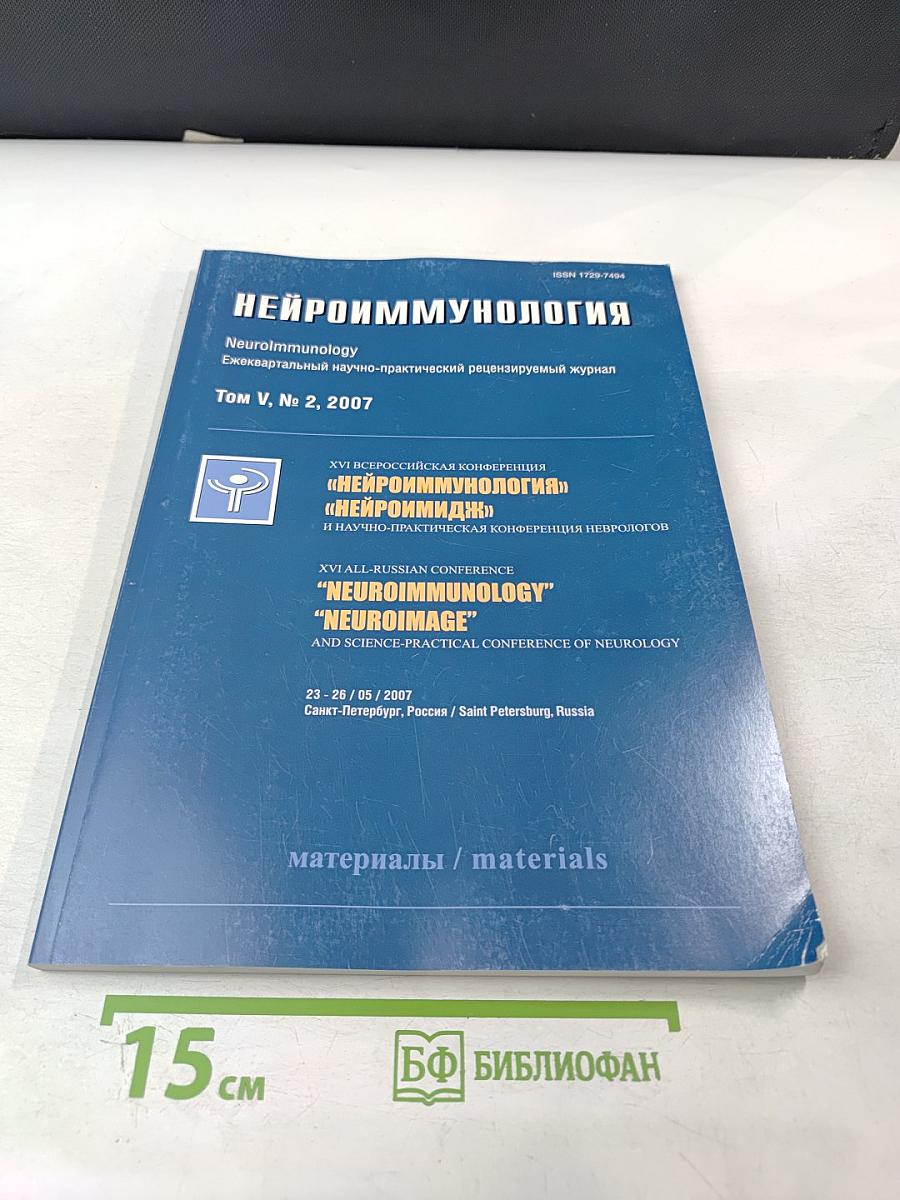 ISSN 1729-7494
НЕЙРОИММУНОЛОГИЯ
NeuroImmunology
Ежеквартальный научно-практический рецензируемый журнал
Том V, № 2, 2007
XVI ВСЕРОССИЙСКАЯ КОНФЕРЕНЦИЯ
«НЕЙРОИММУНОЛОГИЯ»
«НЕЙРОИМИДЖ»
И НАУЧНО-ПРАКТИЧЕСКАЯ КОНФЕРЕНЦИЯ НЕВРОЛОГОВ
XVI ALL-RUSSIAN CONFERENCE
“NEUROIMMUNOLOGY”
“NEUROIMAGE”
AND SCIENCE-PRACTICAL CONFERENCE OF NEUROLOGY
23 - 26 / 05 / 2007
Санкт-Петербург, Россия / Saint Petersburg, Russia
материалы / materials
15 см
БФ БИБЛИОФАН